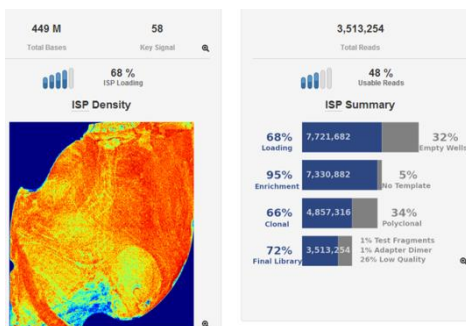 449 M
58
Total Bases
Key Signal
68 %
ISP Loading
ISP Density
3,513,254
Total Reads
48 %
Usable Reads
ISP Summary
68%
Loading
7,721,682
32%
Empty Wells
95%
Enrichment
7,330,882
5%
No Template
66%
Clonal
4,857,316
34%
Polyclonal
72%
Final Library
3,513,254
1% Test Fragments
1% Adapter Dimer
26% Low Quality